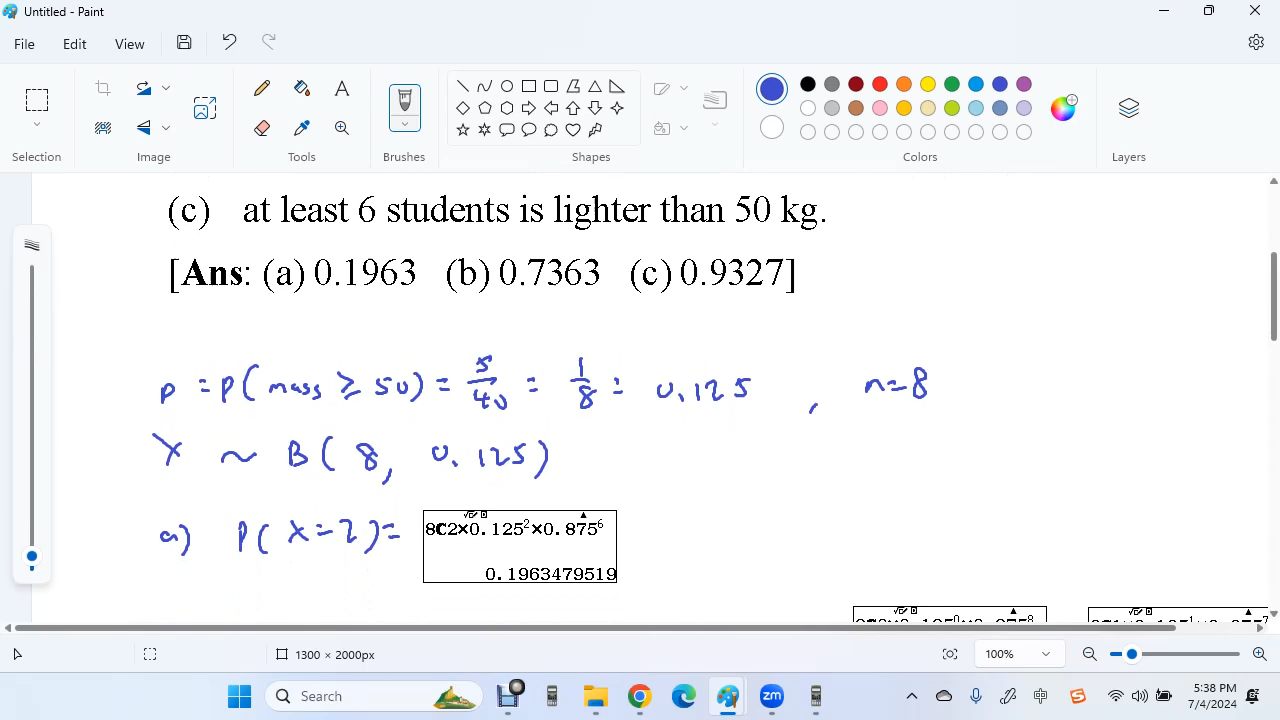 Untitled - Paint
File Edit View
Selection Image Tools Brushes Shapes Colors Layers
(c) at least 6 students is lighter than 50 kg.
[Ans: (a) 0.1963 (b) 0.7363 (c) 0.9327]
p = P( mass ≥ 50) = 5/40 = 1/8 = 0.125 , n=8
X ~ B( 8, 0.125)
a) P( X=2)=
8C2×0.125²×0.875⁶
0.1963479519
1300 × 2000px
100%
Search
zm
中
5:38 PM
7/4/2024